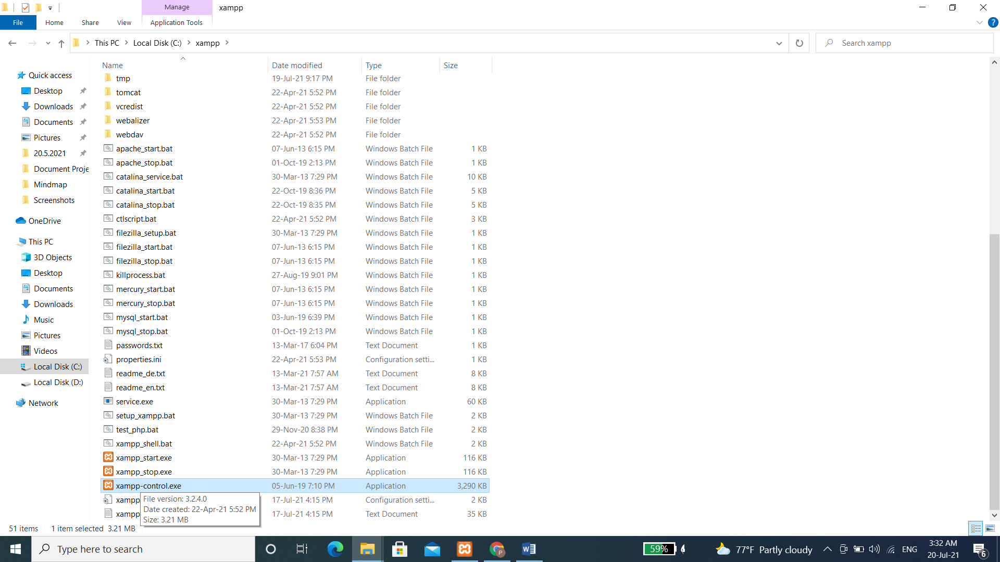 Manage
xampp
File
Home
Share
View
Application Tools
?
This PC
Local Disk (C:)
xampp
Search xampp
Name
Date modified
Type
Size
Quick access
Desktop
Downloads
Documents
Pictures
20.5.2021
Document Proje
Mindmap
Screenshots
OneDrive
This PC
3D Objects
Desktop
Documents
Downloads
Music
Pictures
Videos
Local Disk (C:)
Local Disk (D:)
Network
tmp 19-Jul-21 9:17 PM File folder
tomcat 22-Apr-21 5:52 PM File folder
vcredist 22-Apr-21 5:52 PM File folder
webalizer 22-Apr-21 5:53 PM File folder
webdav 22-Apr-21 5:52 PM File folder
apache_start.bat 07-Jun-13 6:15 PM Windows Batch File 1 KB
apache_stop.bat 01-Oct-19 2:13 PM Windows Batch File 1 KB
catalina_service.bat 30-Mar-13 7:29 PM Windows Batch File 10 KB
catalina_start.bat 22-Oct-19 8:36 PM Windows Batch File 5 KB
catalina_stop.bat 22-Oct-19 8:35 PM Windows Batch File 5 KB
ctlscript.bat 22-Apr-21 5:52 PM Windows Batch File 3 KB
filezilla_setup.bat 30-Mar-13 7:29 PM Windows Batch File 1 KB
filezilla_start.bat 07-Jun-13 6:15 PM Windows Batch File 1 KB
filezilla_stop.bat 07-Jun-13 6:15 PM Windows Batch File 1 KB
killprocess.bat 27-Aug-19 9:01 PM Windows Batch File 1 KB
mercury_start.bat 07-Jun-13 6:15 PM Windows Batch File 1 KB
mercury_stop.bat 07-Jun-13 6:15 PM Windows Batch File 1 KB
mysql_start.bat 03-Jun-19 6:39 PM Windows Batch File 1 KB
mysql_stop.bat 01-Oct-19 2:13 PM Windows Batch File 1 KB
passwords.txt 13-Mar-17 6:04 PM Text Document 1 KB
properties.ini 22-Apr-21 5:53 PM Configuration setti... 1 KB
readme_de.txt 13-Mar-21 7:57 AM Text Document 8 KB
readme_en.txt 13-Mar-21 7:57 AM Text Document 8 KB
service.exe 30-Mar-13 7:29 PM Application 60 KB
setup_xampp.bat 30-Mar-13 7:29 PM Windows Batch File 2 KB
test_php.bat 29-Nov-20 8:38 PM Windows Batch File 2 KB
xampp_shell.bat 22-Apr-21 5:52 PM Windows Batch File 2 KB
xampp_start.exe 30-Mar-13 7:29 PM Application 116 KB
xampp_stop.exe 30-Mar-13 7:29 PM Application 116 KB
xampp-control.exe 05-Jun-19 7:10 PM Application 3,290 KB
xampp 17-Jul-21 4:15 PM Configuration setti... 2 KB
xampp 17-Jul-21 4:15 PM Text Document 35 KB
File version: 3.2.4.0
Date created: 22-Apr-21 5:52 PM
Size: 3.21 MB
51 items
1 item selected 3.21 MB
Type here to search
P
W
59%
77°F Partly cloudy
ENG
3:32 AM
20-Jul-21
6